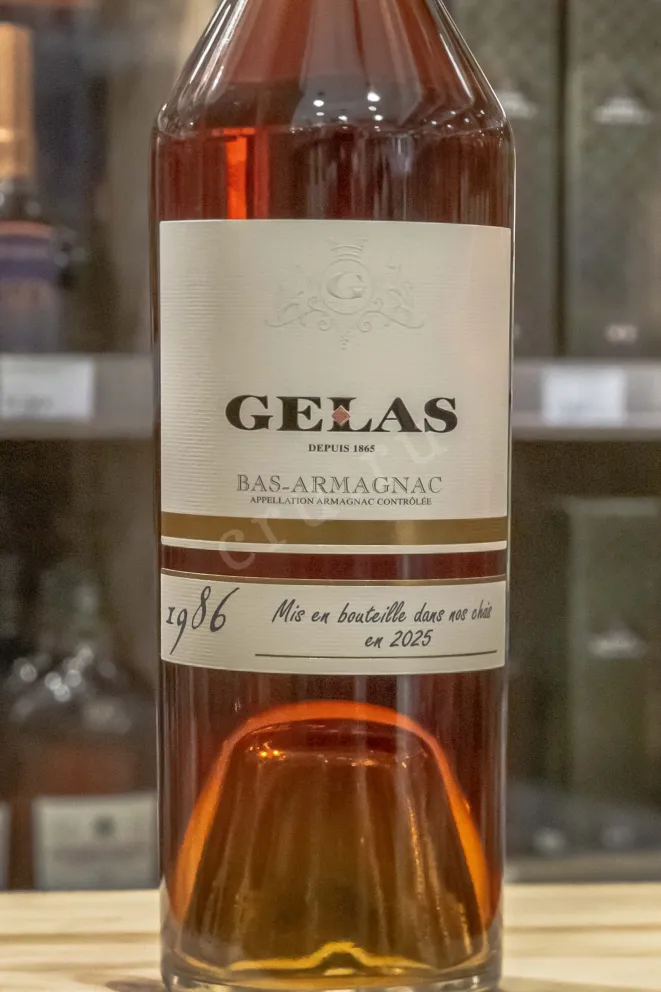 G
GELAS
DEPUIS 1865
BAS-ARMAGNAC
APPELLATION ARMAGNAC CONTRÔLÉE
1986
Mis en bouteille dans nos chais
en 2025